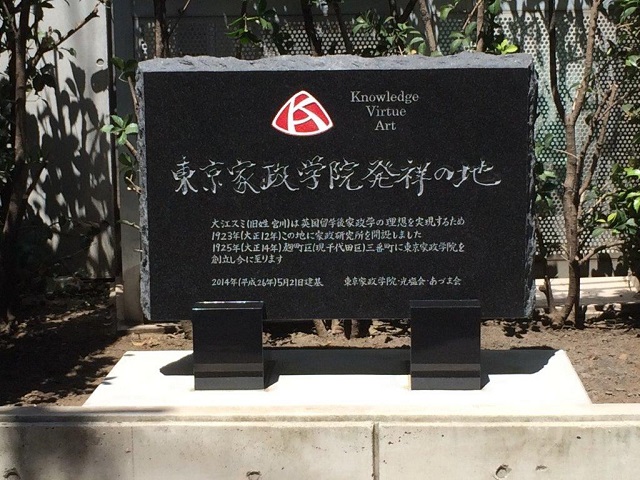 Knowledge
Virtue
Art
東京家政学院発祥の地
大江スミ(旧姓 宮川)は英国留学後家政学の理想を実現するため
1923年(大正12年)この地に家政研究所を開設しました
1925年(大正14年)麹町区(現千代田区)三番町に東京家政学院を
創立し今に至ります
2014年(平成26年)5月21日建基 東京家政学院・光塩会・あづま会